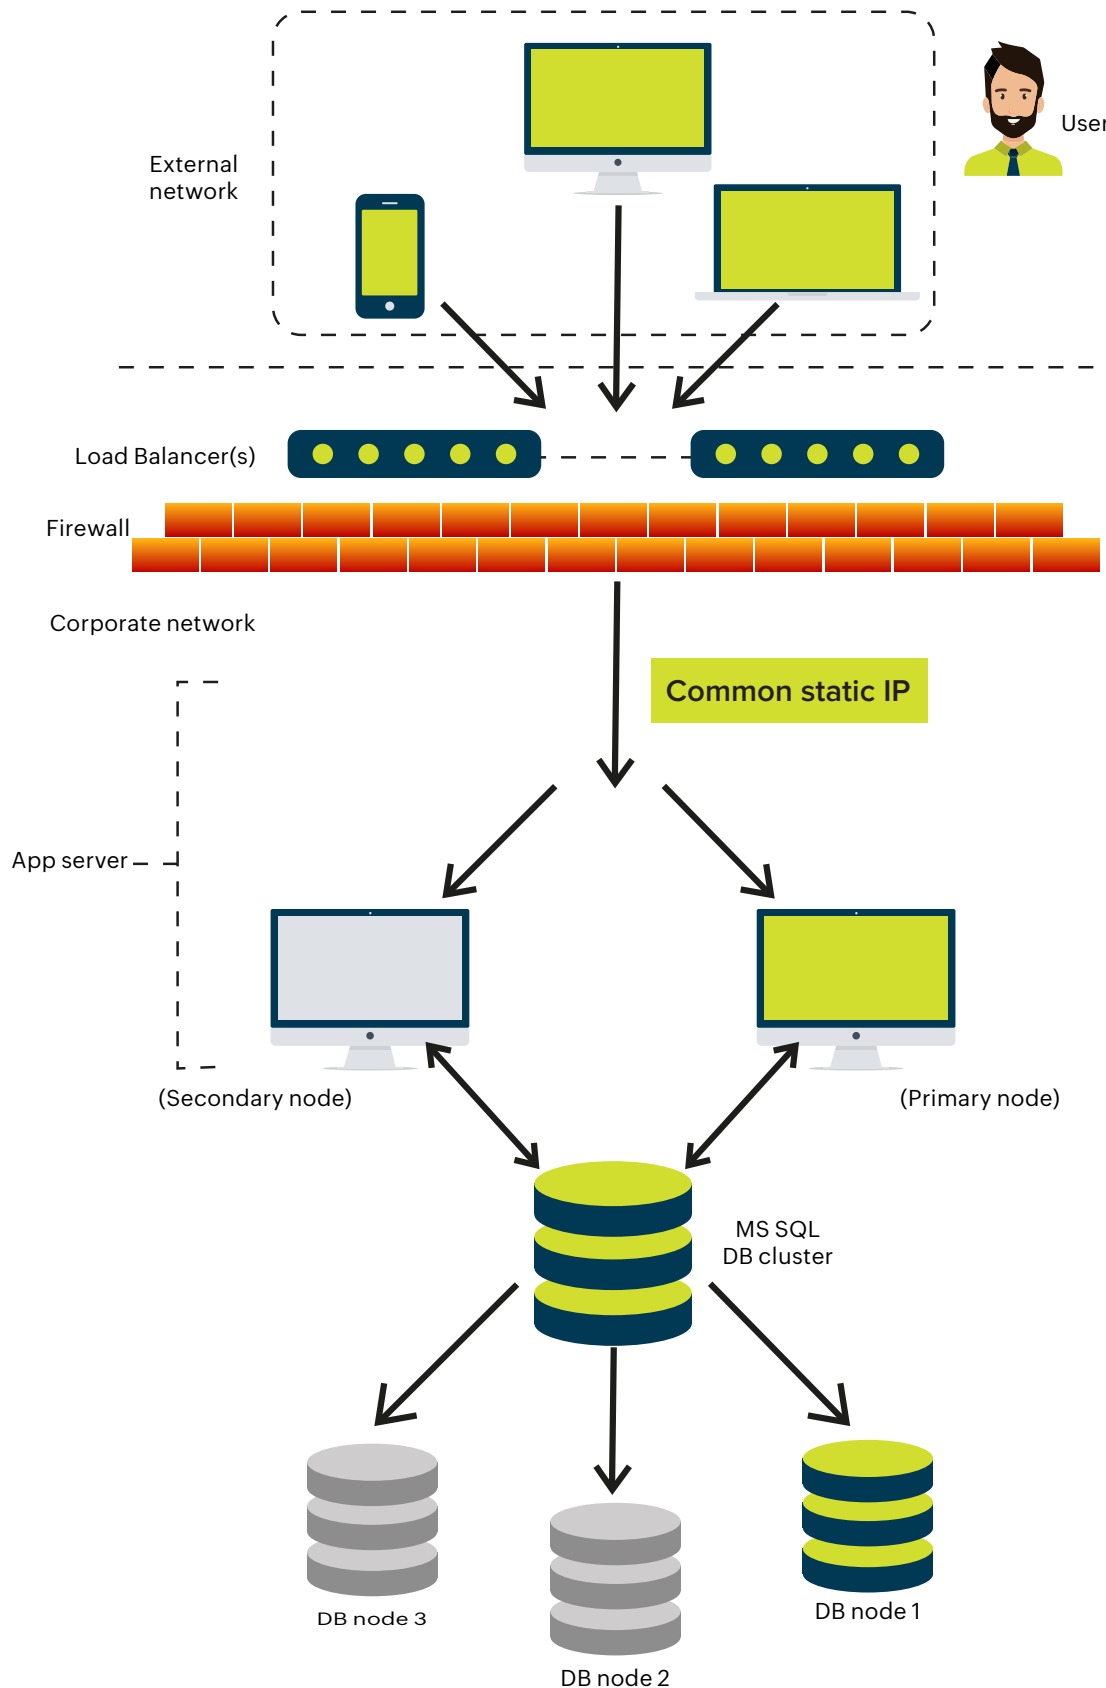 User
External
network
Load Balancer(s)
Firewall
Corporate network
Common static IP
App server
(Secondary node)
(Primary node)
MS SQL
DB cluster
DB node 3
DB node 1
DB node 2